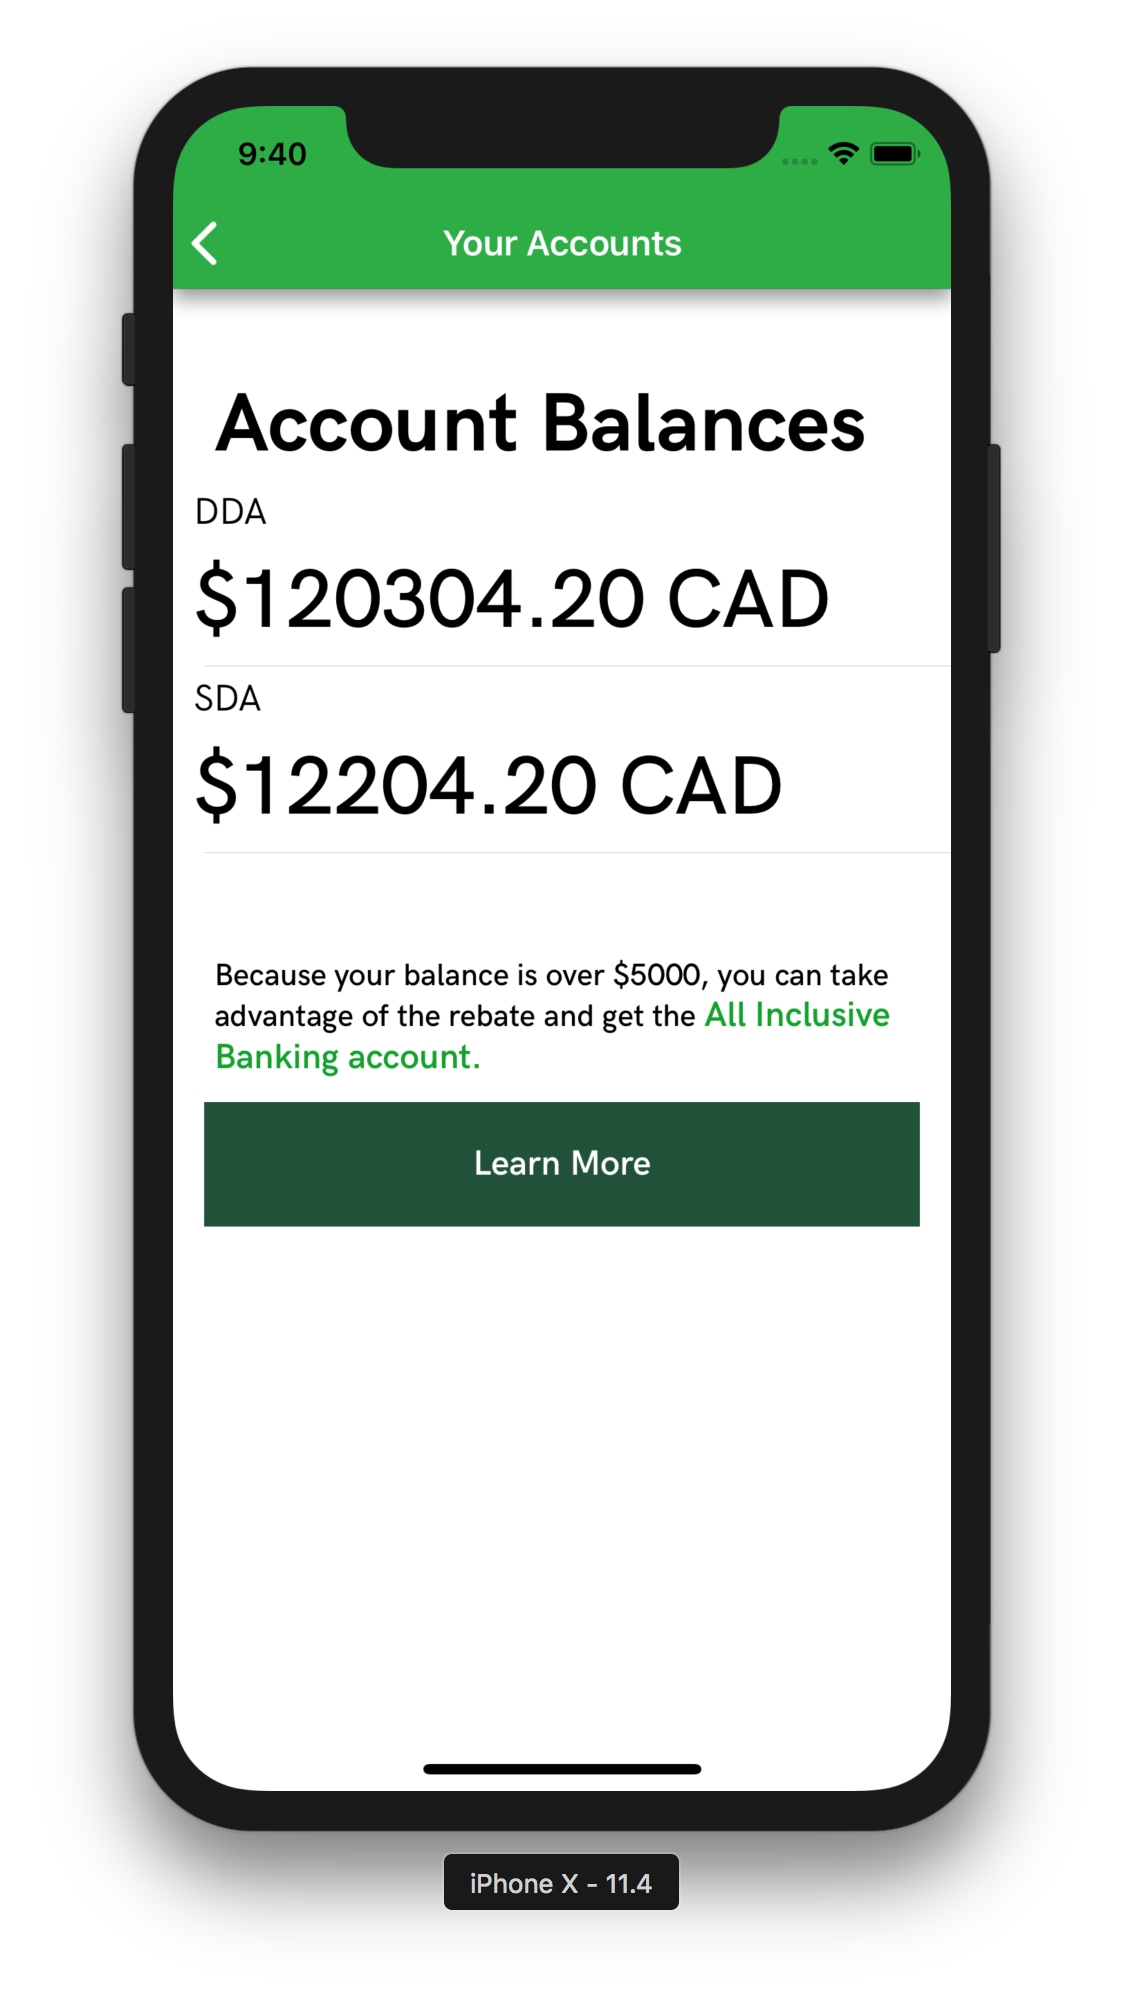 9:40
Your Accounts
Account Balances
DDA
$120304.20 CAD
SDA
$12204.20 CAD
Because your balance is over $5000, you can take
advantage of the rebate and get the All Inclusive
Banking account.
Learn More
iPhone X - 11.4